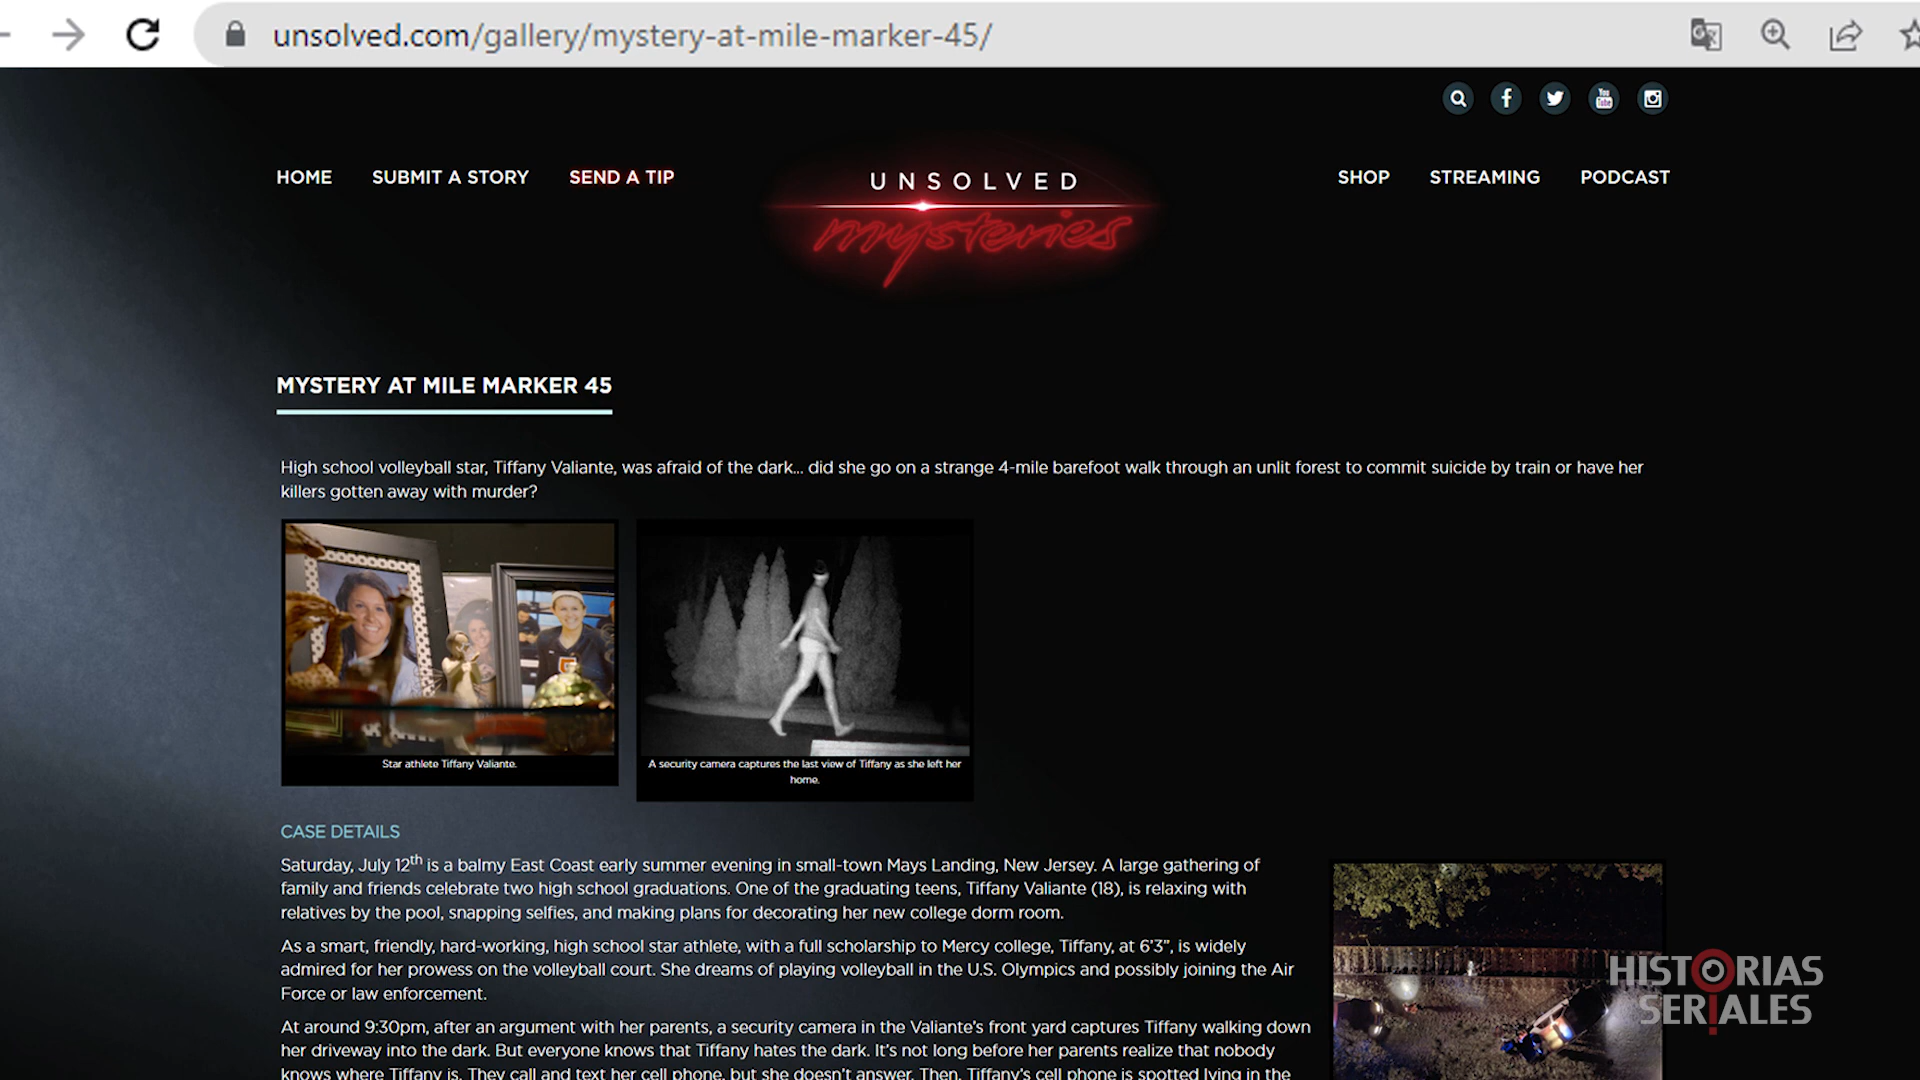 unsolved.com/gallery/mystery-at-mile-marker-45/
HOME
SUBMIT A STORY
SEND A TIP
UNSOLVED
mysteries
SHOP
STREAMING
PODCAST
MYSTERY AT MILE MARKER 45
High school volleyball star, Tiffany Valiante, was afraid of the dark... did she go on a strange 4-mile barefoot walk through an unlit forest to commit suicide by train or have her
killers gotten away with murder?
Star athlete Tiffany Valiante.
A security camera captures the last view of Tiffany as she left her
home.
CASE DETAILS
Saturday, July 12th is a balmy East Coast early summer evening in small-town Mays Landing, New Jersey. A large gathering of
family and friends celebrate two high school graduations. One of the graduating teens, Tiffany Valiante (18), is relaxing with
relatives by the pool, snapping selfies, and making plans for decorating her new college dorm room.
As a smart, friendly, hard-working, high school star athlete, with a full scholarship to Mercy college, Tiffany, at 6’3”, is widely
admired for her prowess on the volleyball court. She dreams of playing volleyball in the U.S. Olympics and possibly joining the Air
Force or law enforcement.
At around 9:30pm, after an argument with her parents, a security camera in the Valiante’s front yard captures Tiffany walking down
her driveway into the dark. But everyone knows that Tiffany hates the dark. It’s not long before her parents realize that nobody
knows where Tiffany is. They call and text her cell phone, but she doesn’t answer. Then, Tiffany’s cell phone is spotted lying in the
HISTORIAS
SERIALES